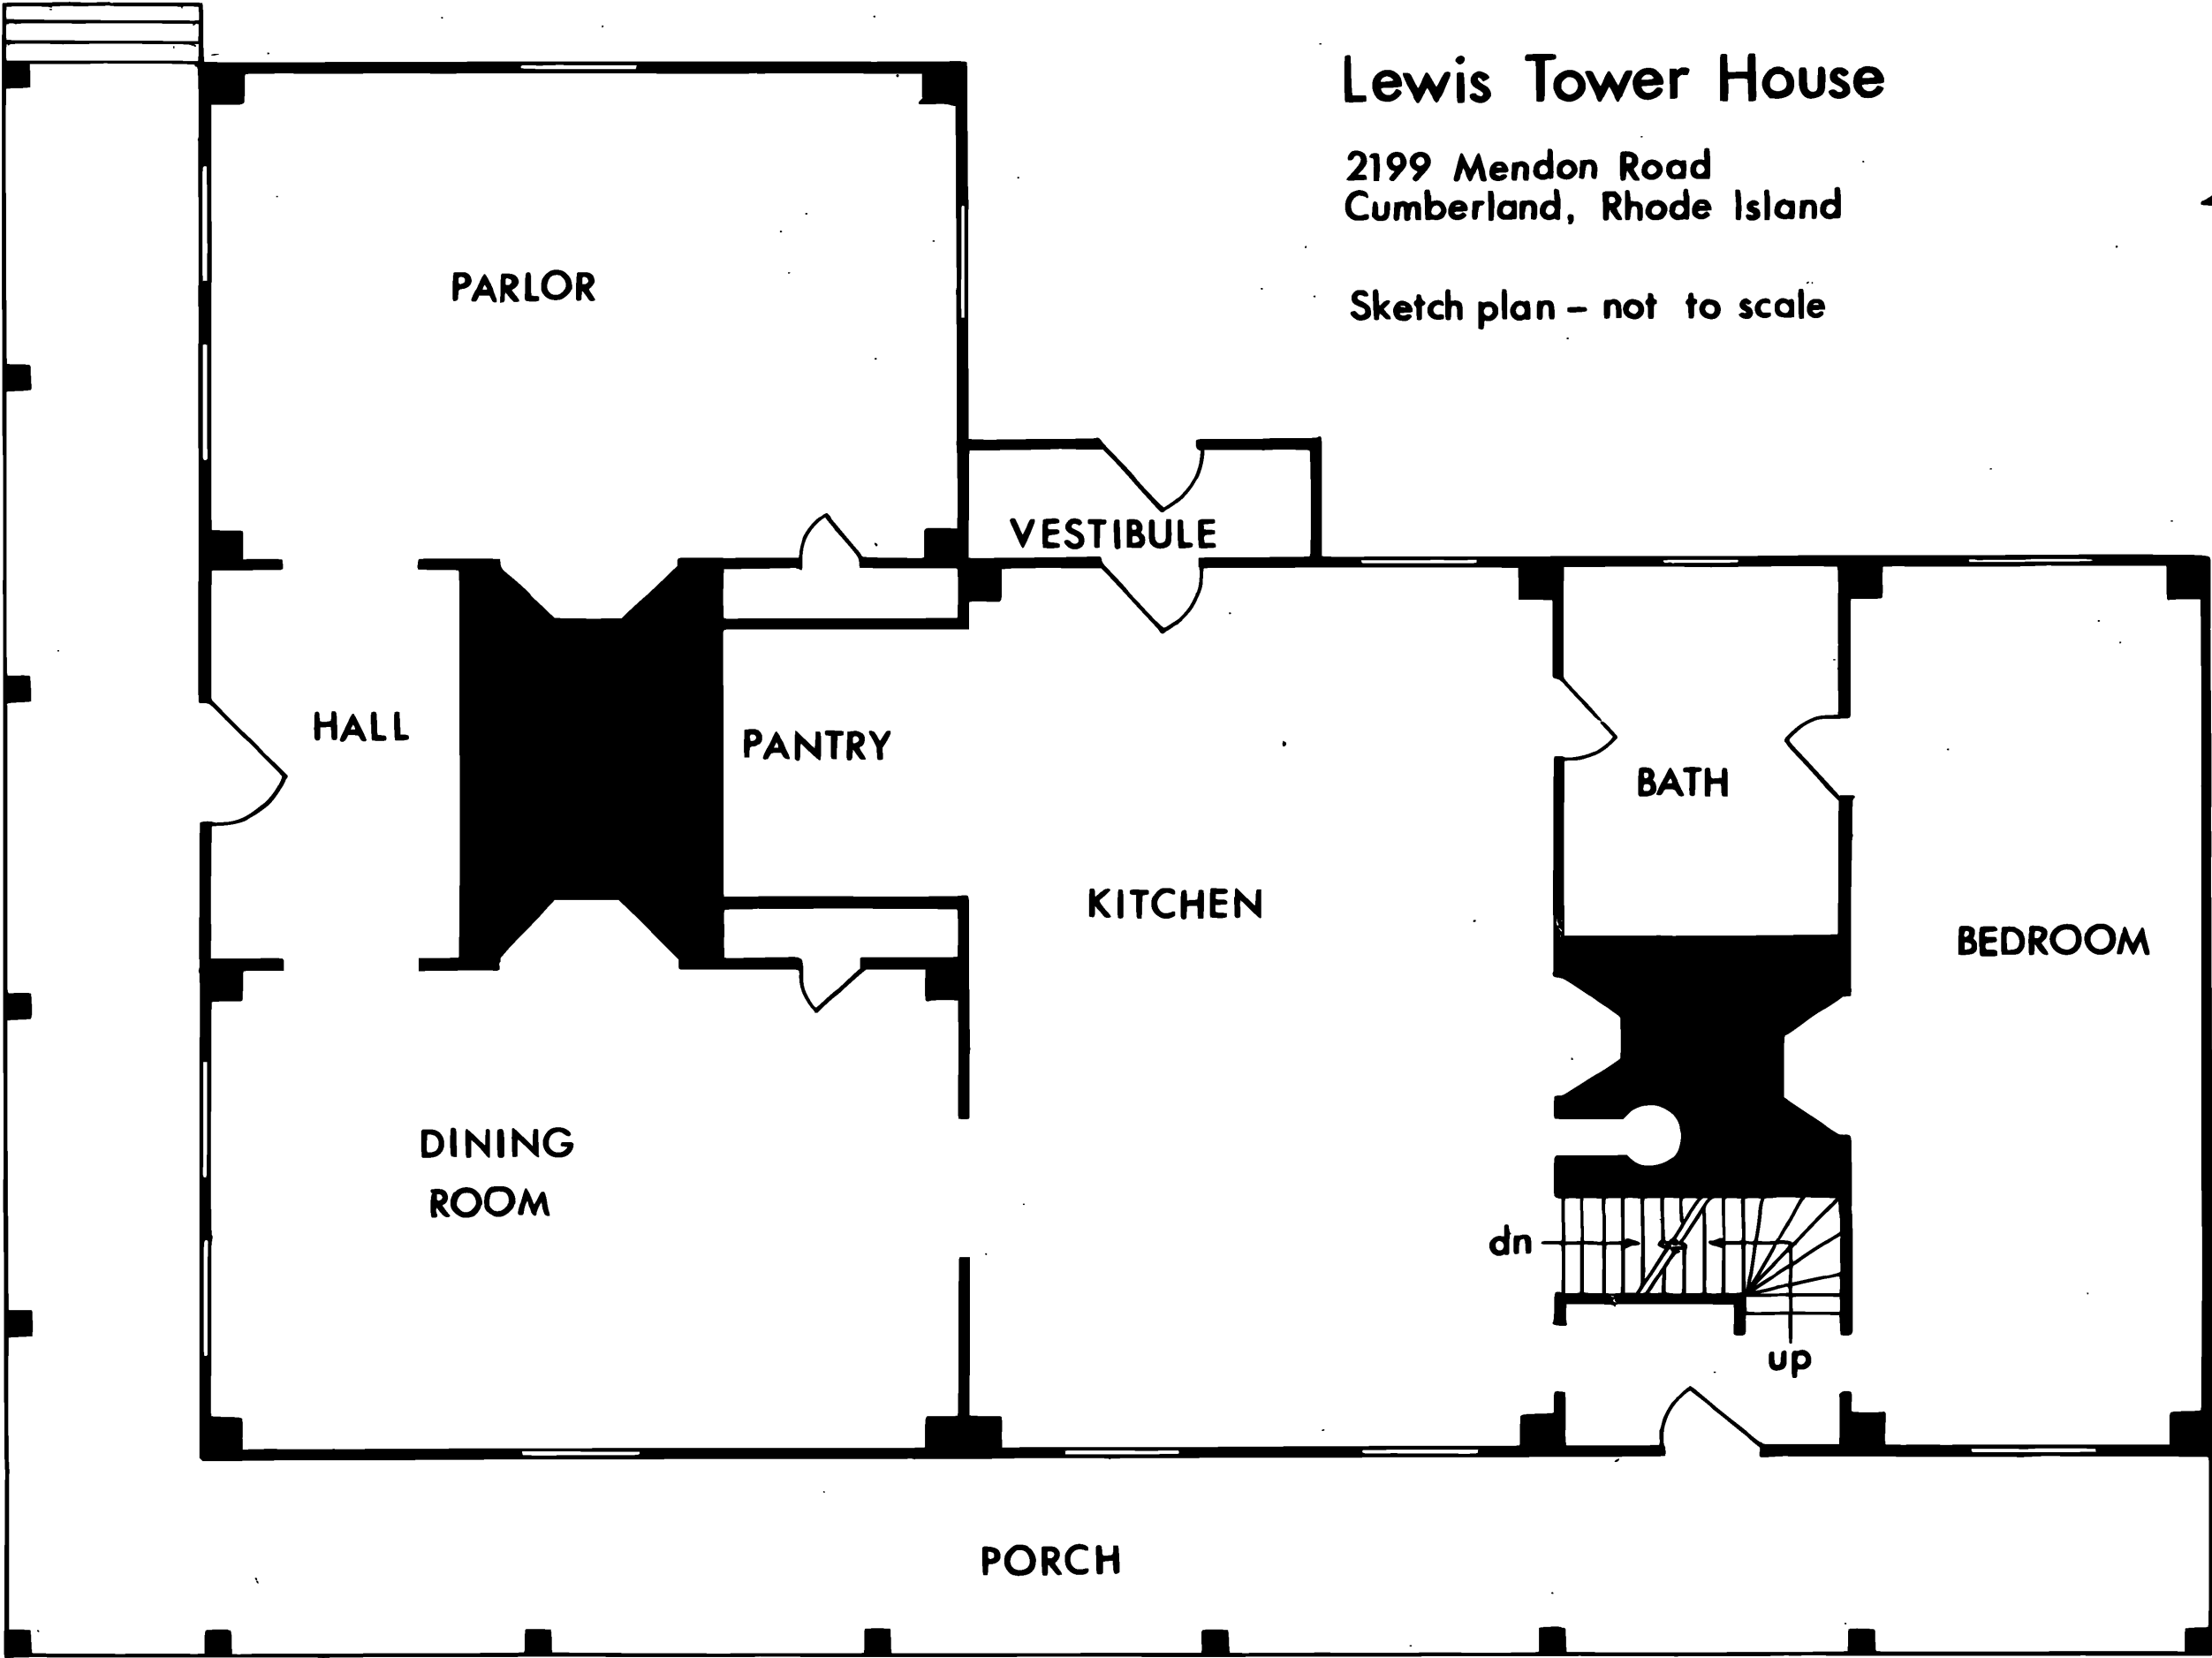 Lewis Tower House
2199 Mendon Road
Cumberland, Rhode Island
Sketch plan – not to scale
PARLOR
VESTIBULE
HALL
PANTRY
BATH
KITCHEN
BEDROOM
DINING
ROOM
dn
up
PORCH